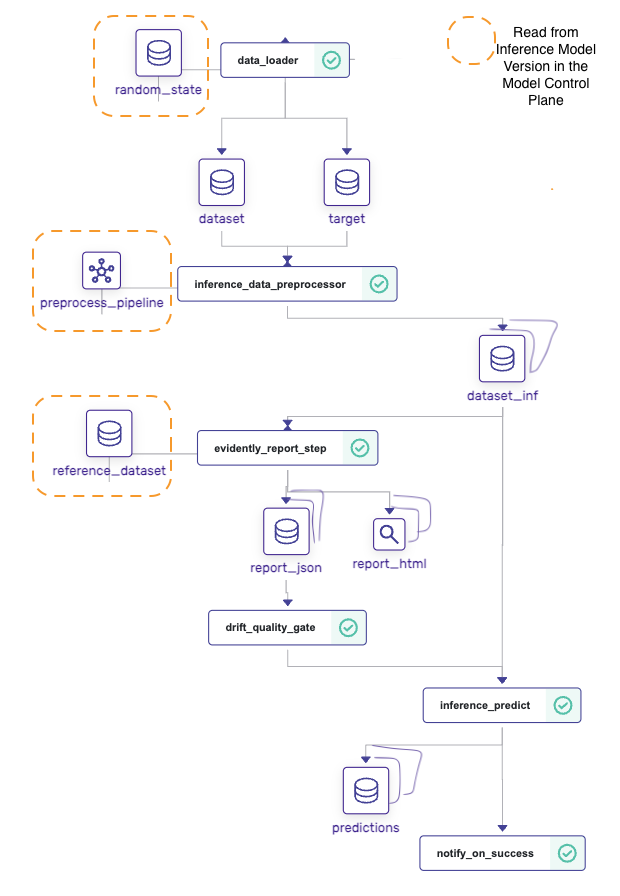 data_loader
random_state
Read from
Inference Model
Version in the
Model Control
Plane
dataset
target
inference_data_preprocessor
preprocess_pipeline
dataset_inf
evidently_report_step
reference_dataset
report_json
report_html
drift_quality_gate
inference_predict
predictions
notify_on_success